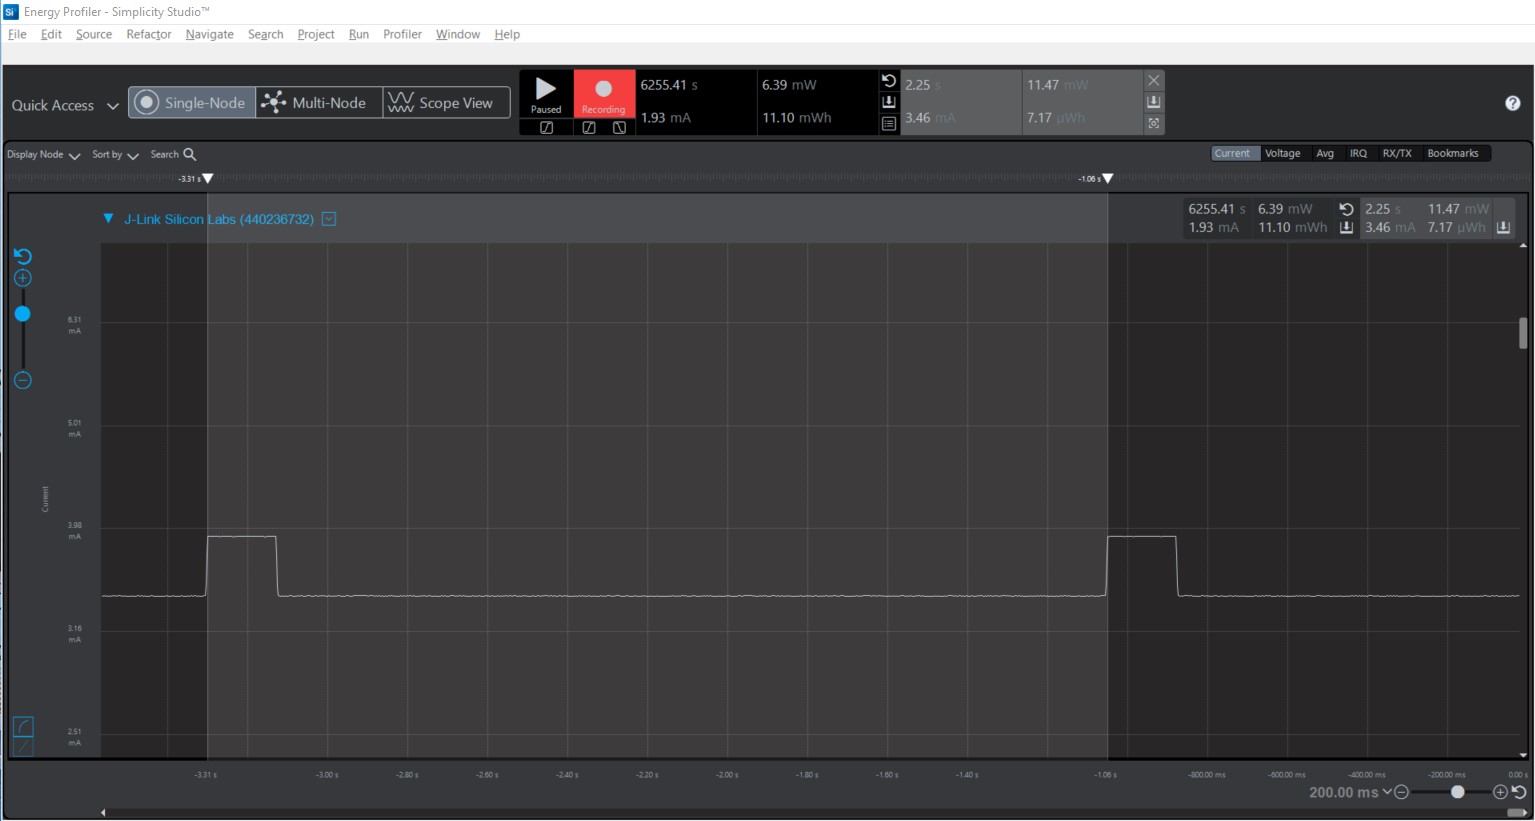 Si Energy Profiler - Simplicity Studio™
File Edit Source Refactor Navigate Search Project Run Profiler Window Help
Quick Access Single-Node Multi-Node Scope View
Paused Recording
6255.41 s 6.39 mW 2.25 s 11.47 mW
1.93 mA 11.10 mWh 3.46 mA 7.17 µWh
Display Node Sort by Search Current Voltage Avg IRQ RX/TX Bookmarks
-3.31 s -1.06 s
J-Link Silicon Labs (440236732)
6255.41 s 6.39 mW 2.25 s 11.47 mW
1.93 mA 11.10 mWh 3.46 mA 7.17 µWh
6.31
mA
5.01
mA
Current
3.98
mA
3.16
mA
2.51
mA
-3.31 s -3.00 s -2.80 s -2.60 s -2.40 s -2.20 s -2.00 s -1.80 s -1.60 s -1.40 s -1.06 s -800.00 ms -600.00 ms -400.00 ms -200.00 ms 0.00 s
200.00 ms